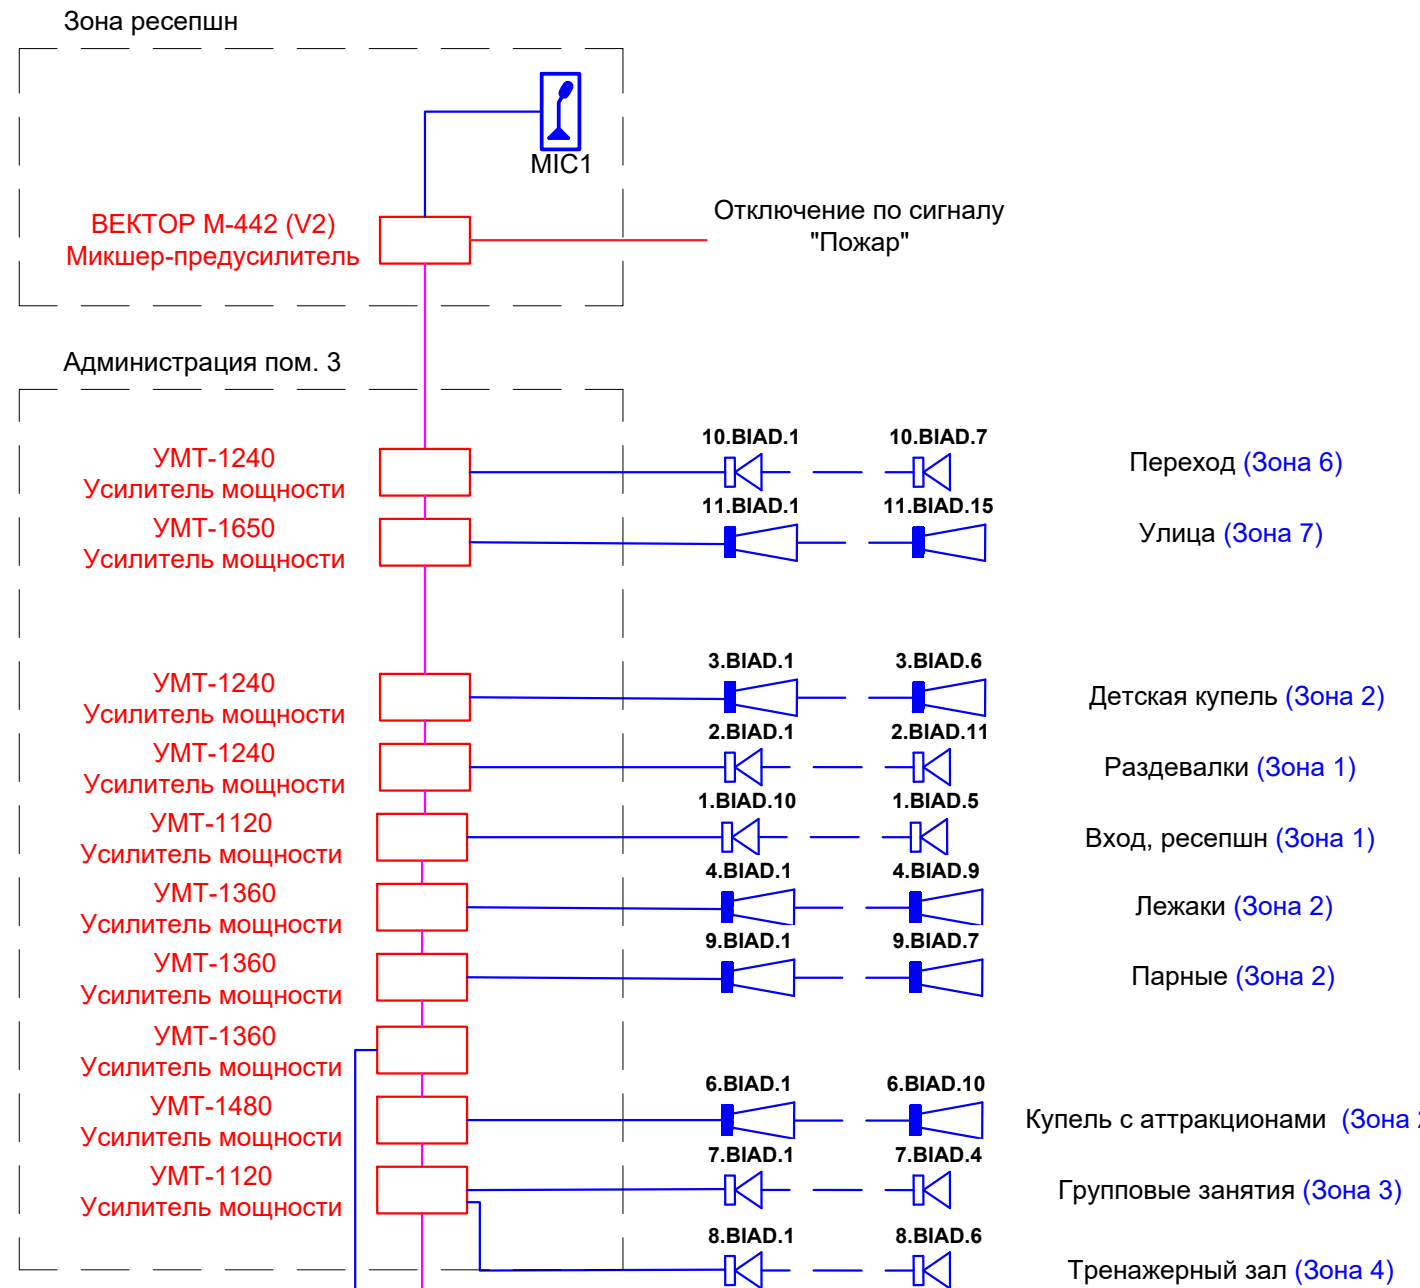 Зона ресепшн
MIC1
ВЕКТОР М-442 (V2)
Микшер-предусилитель
Отключение по сигналу
"Пожар"
Администрация пом. 3
УМТ-1240
Усилитель мощности
10.BIAD.1 10.BIAD.7
Переход (Зона 6)
УМТ-1650
Усилитель мощности
11.BIAD.1 11.BIAD.15
Улица (Зона 7)
УМТ-1240
Усилитель мощности
3.BIAD.1 3.BIAD.6
Детская купель (Зона 2)
УМТ-1240
Усилитель мощности
2.BIAD.1 2.BIAD.11
Раздевалки (Зона 1)
УМТ-1120
Усилитель мощности
1.BIAD.10 1.BIAD.5
Вход, ресепшн (Зона 1)
УМТ-1360
Усилитель мощности
4.BIAD.1 4.BIAD.9
Лежаки (Зона 2)
УМТ-1360
Усилитель мощности
9.BIAD.1 9.BIAD.7
Парные (Зона 2)
УМТ-1360
Усилитель мощности
УМТ-1480
Усилитель мощности
6.BIAD.1 6.BIAD.10
Купель с аттракционами (Зона
УМТ-1120
Усилитель мощности
7.BIAD.1 7.BIAD.4
Групповые занятия (Зона 3)
8.BIAD.1 8.BIAD.6
Тренажерный зал (Зона 4)